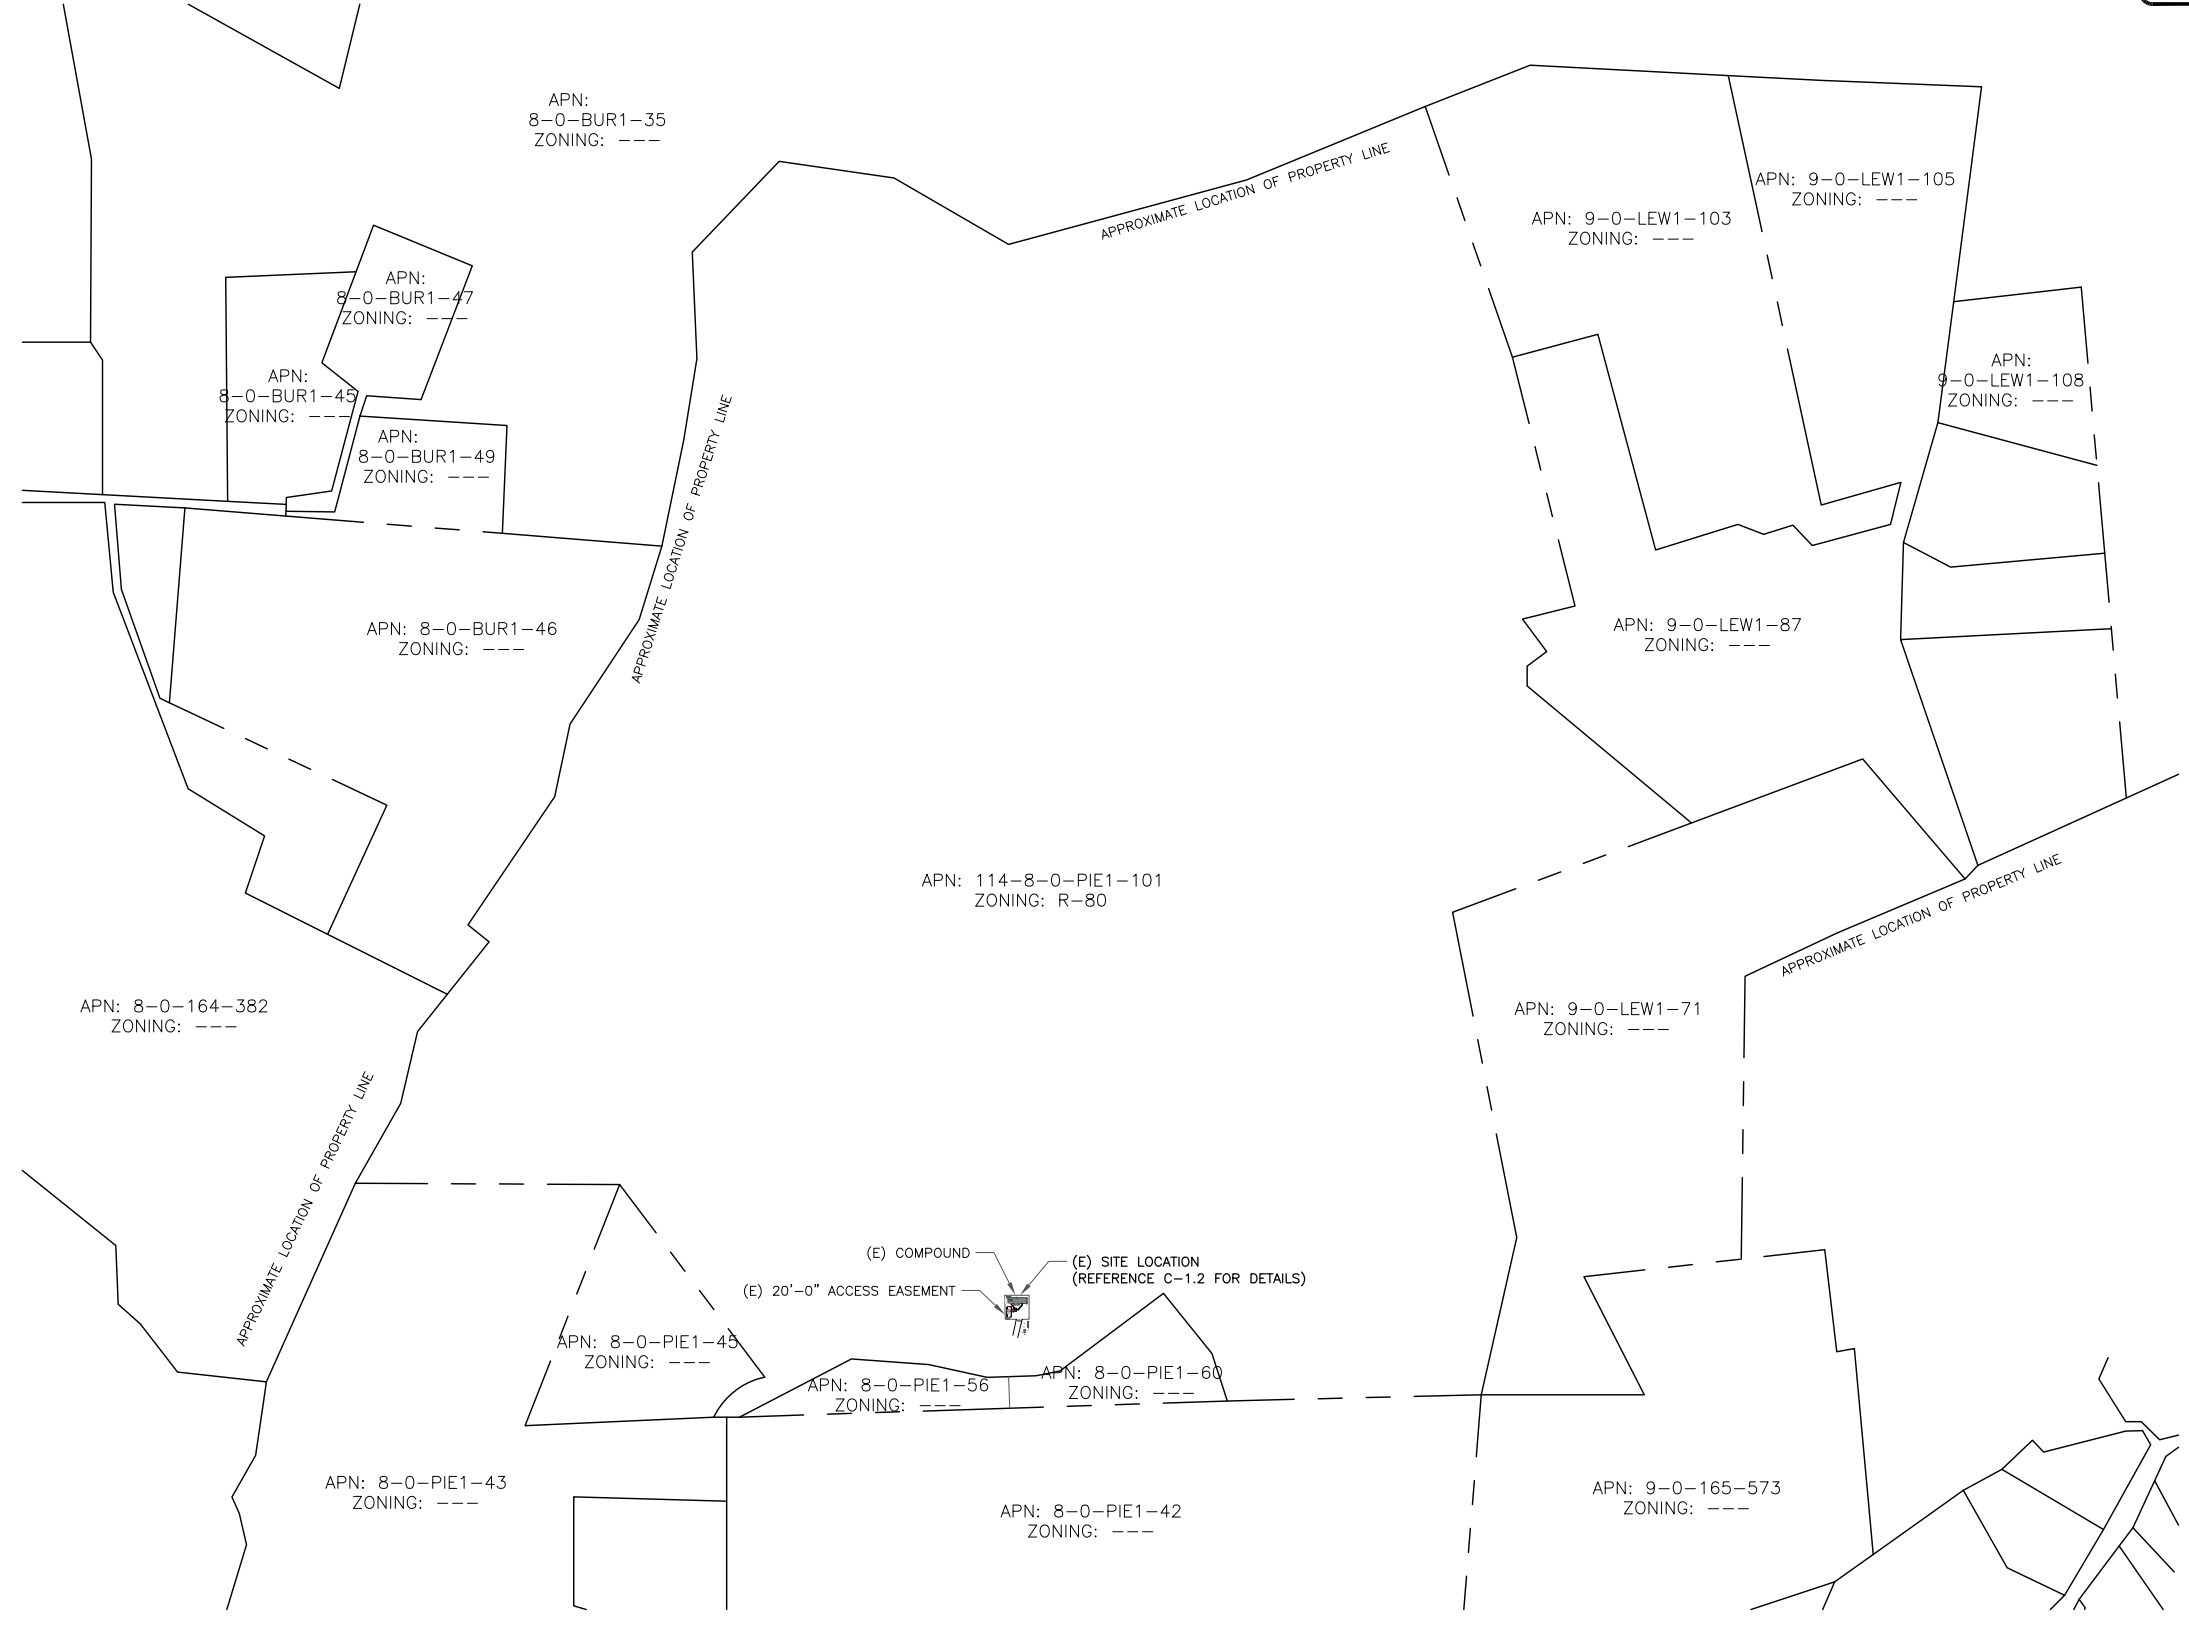 APN:
8-0-BUR1-35
ZONING: ---
APPROXIMATE LOCATION OF PROPERTY LINE
APN: 9-0-LEW1-105
ZONING: ---
APN: 9-0-LEW1-103
ZONING: ---
APN:
8-0-BUR1-47
ZONING: ---
APN:
9-0-LEW1-108
ZONING: ---
APN:
8-0-BUR1-45
ZONING: ---
APN:
8-0-BUR1-49
ZONING: ---
APPROXIMATE LOCATION OF PROPERTY LINE
APN: 8-0-BUR1-46
ZONING: ---
APN: 9-0-LEW1-87
ZONING: ---
APN: 114-8-0-PIE1-101
ZONING: R-80
APPROXIMATE LOCATION OF PROPERTY LINE
APN: 8-0-164-382
ZONING: ---
APN: 9-0-LEW1-71
ZONING: ---
APPROXIMATE LOCATION OF PROPERTY LINE
(E) COMPOUND
(E) SITE LOCATION
(REFERENCE C-1.2 FOR DETAILS)
(E) 20'-0" ACCESS EASEMENT
APN: 8-0-PIE1-45
ZONING: ---
APN: 8-0-PIE1-56
ZONING: ---
APN: 8-0-PIE1-60
ZONING: ---
APN: 8-0-PIE1-43
ZONING: ---
APN: 8-0-PIE1-42
ZONING: ---
APN: 9-0-165-573
ZONING: ---